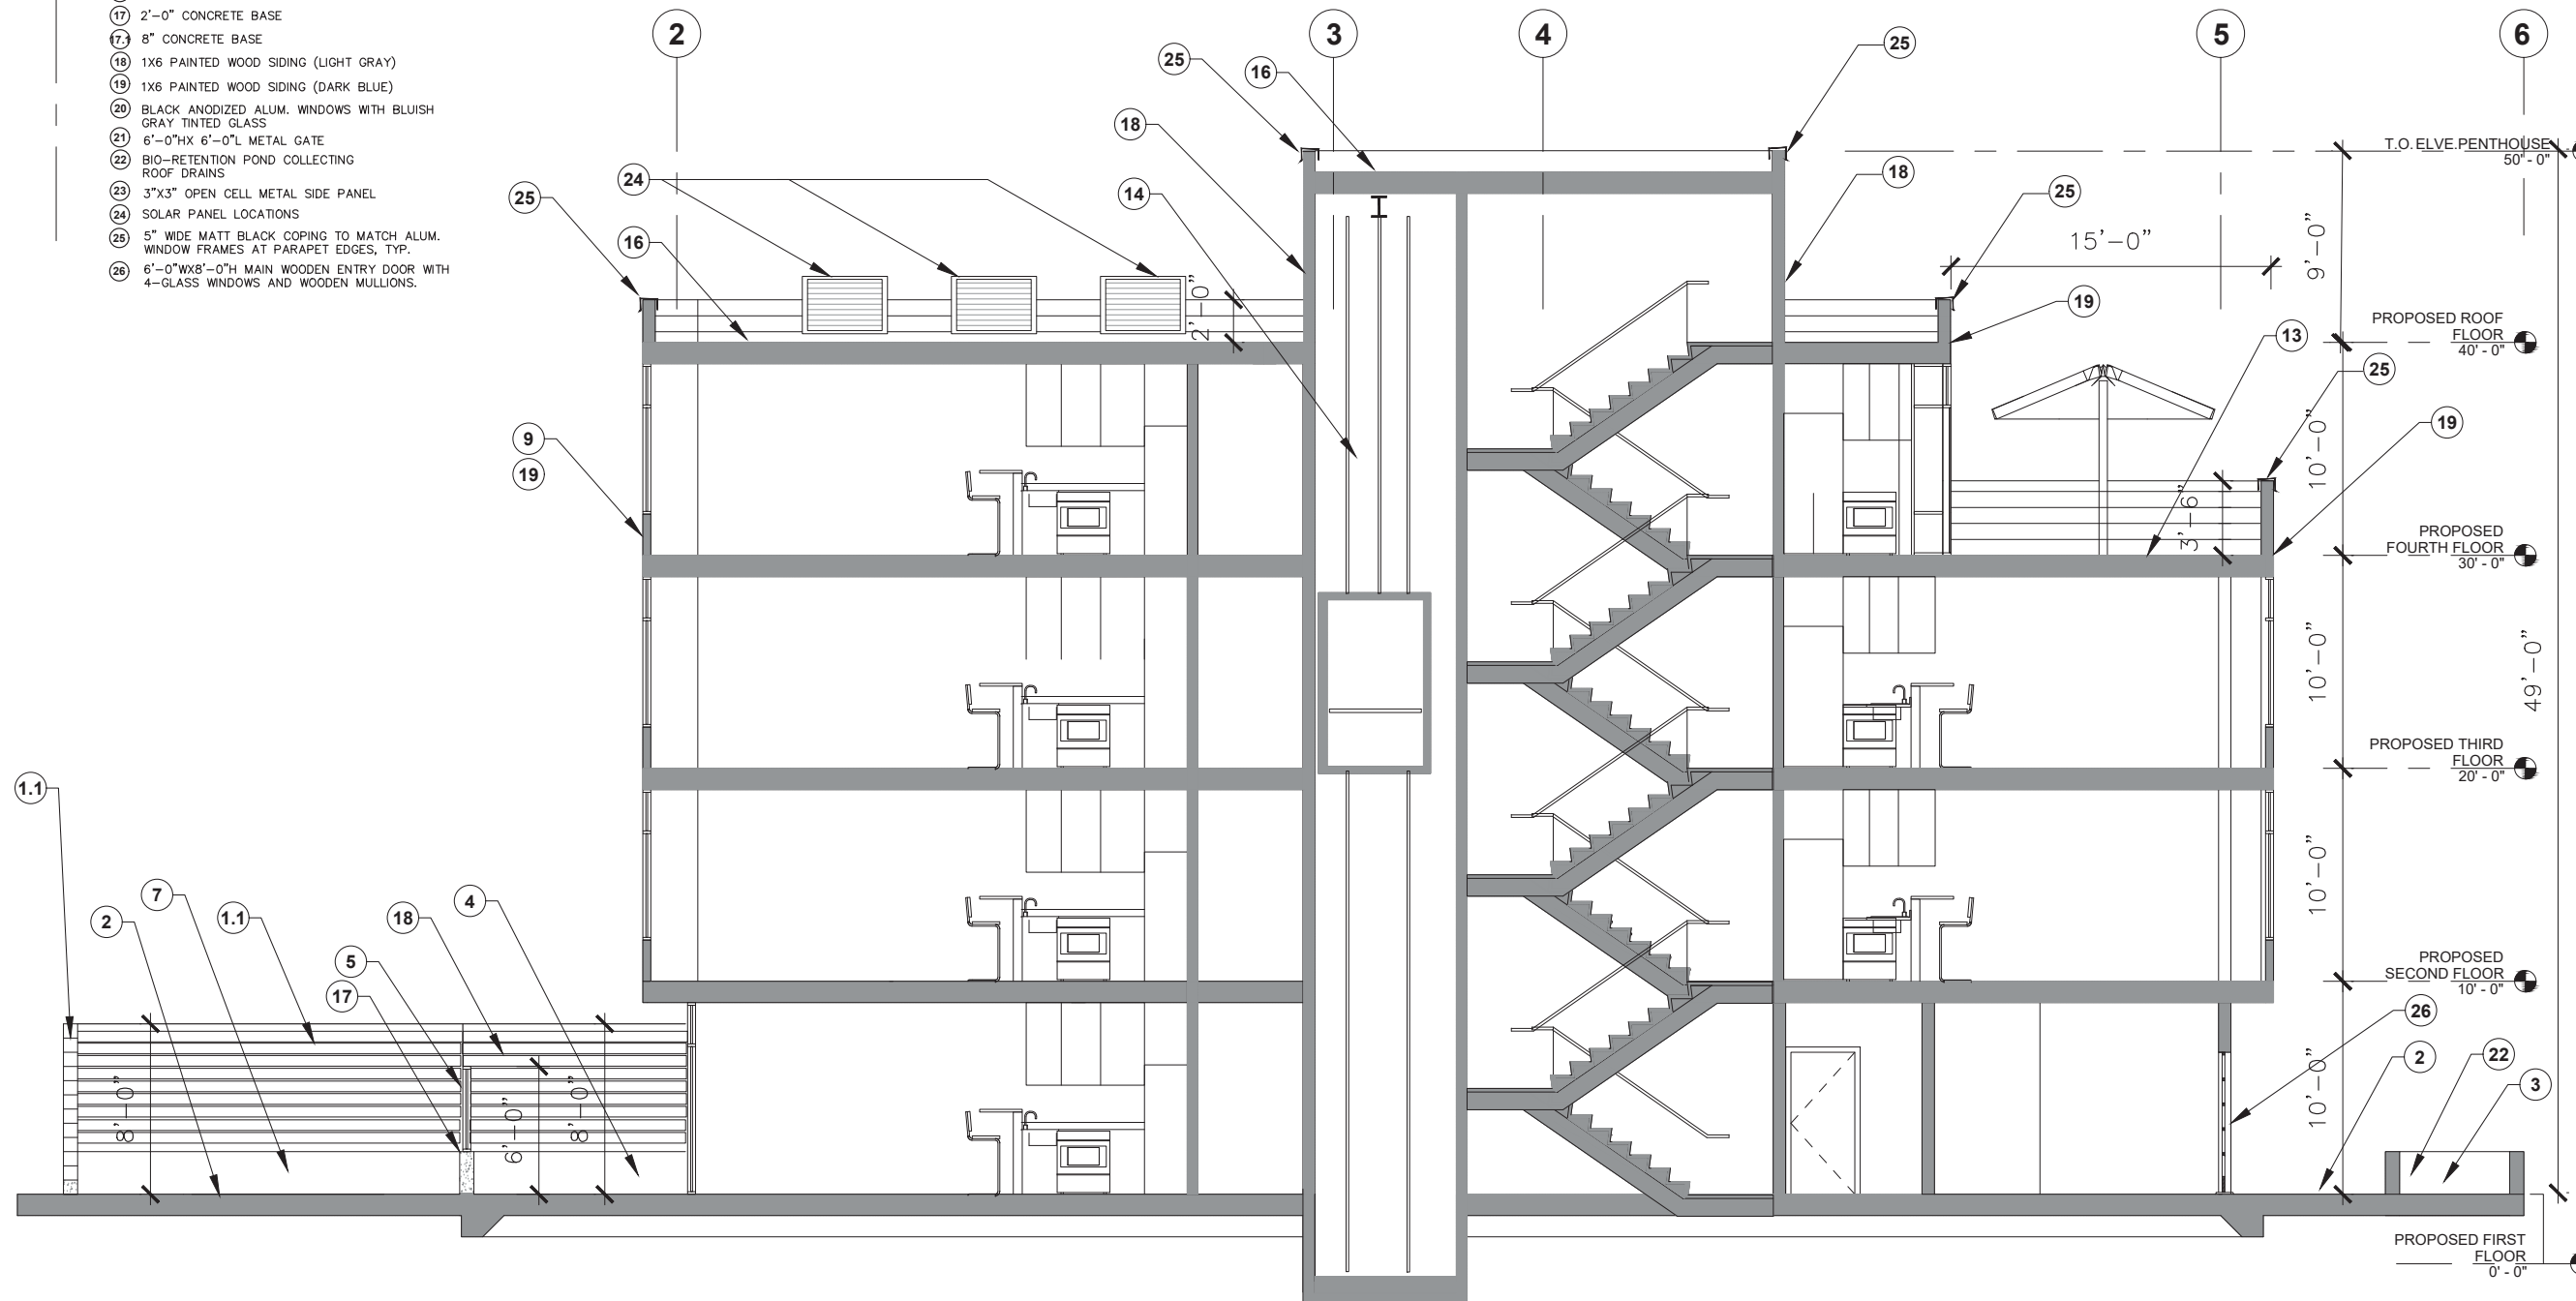 17 2'-0" CONCRETE BASE
17.1 8" CONCRETE BASE
18 1X6 PAINTED WOOD SIDING (LIGHT GRAY)
19 1X6 PAINTED WOOD SIDING (DARK BLUE)
20 BLACK ANODIZED ALUM. WINDOWS WITH BLUISH
GRAY TINTED GLASS
21 6'-0"HX 6'-0"L METAL GATE
22 BIO-RETENTION POND COLLECTING
ROOF DRAINS
23 3"X3" OPEN CELL METAL SIDE PANEL
24 SOLAR PANEL LOCATIONS
25 5" WIDE MATT BLACK COPING TO MATCH ALUM.
WINDOW FRAMES AT PARAPET EDGES, TYP.
26 6'-0"WX8'-0"H MAIN WOODEN ENTRY DOOR WITH
4-GLASS WINDOWS AND WOODEN MULLIONS.
2
3
4
5
6
25
16
25
18
24
14
18
25
25
16
19
13
25
9
19
19
1.1
7
2
1.1
18
4
5
17
26
2
22
3
T.O. ELVE.PENTHOUSE
50' - 0"
9'-0"
15'-0"
2'-0"
PROPOSED ROOF
FLOOR
40' - 0"
10'-0"
3'-6"
PROPOSED
FOURTH FLOOR
30' - 0"
10'-0"
49'-0"
PROPOSED THIRD
FLOOR
20' - 0"
10'-0"
PROPOSED
SECOND FLOOR
10' - 0"
10'-0"
8'-0"
6'-0"
8'-0"
PROPOSED FIRST
FLOOR
0' - 0"